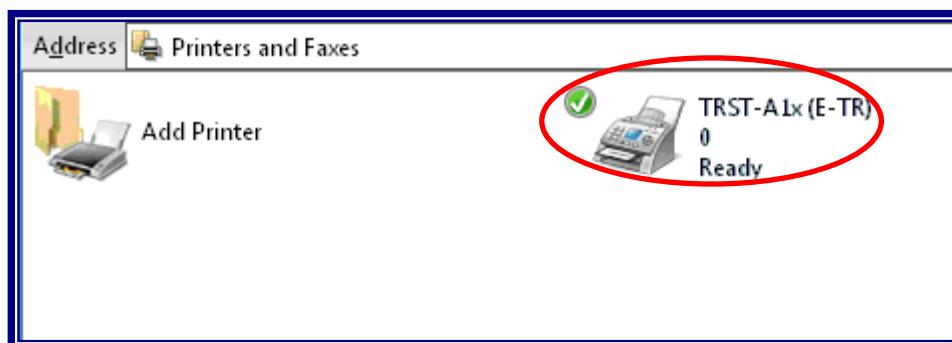 Address Printers and Faxes
Add Printer
TRST-A1x (E-TR)
0
Ready